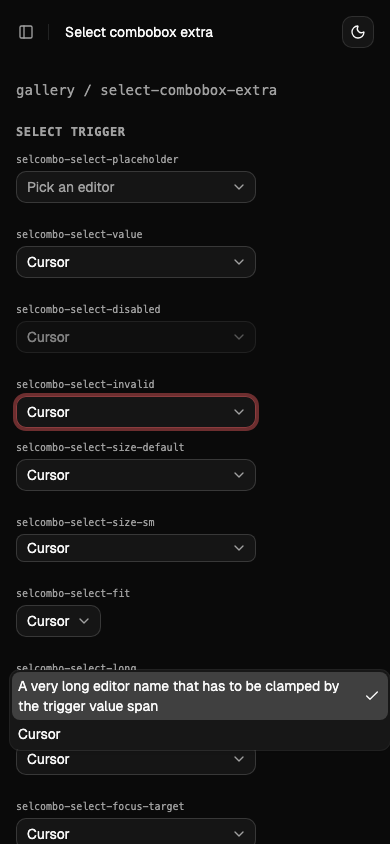 Select combobox extra
gallery / select-combobox-extra
SELECT TRIGGER
selcombo-select-placeholder
Pick an editor
selcombo-select-value
Cursor
selcombo-select-disabled
Cursor
selcombo-select-invalid
Cursor
selcombo-select-size-default
Cursor
selcombo-select-size-sm
Cursor
selcombo-select-fit
Cursor
selcombo-select-long
A very long editor name that has to be clamped by
the trigger value span
Cursor
Cursor
selcombo-select-focus-target
Cursor